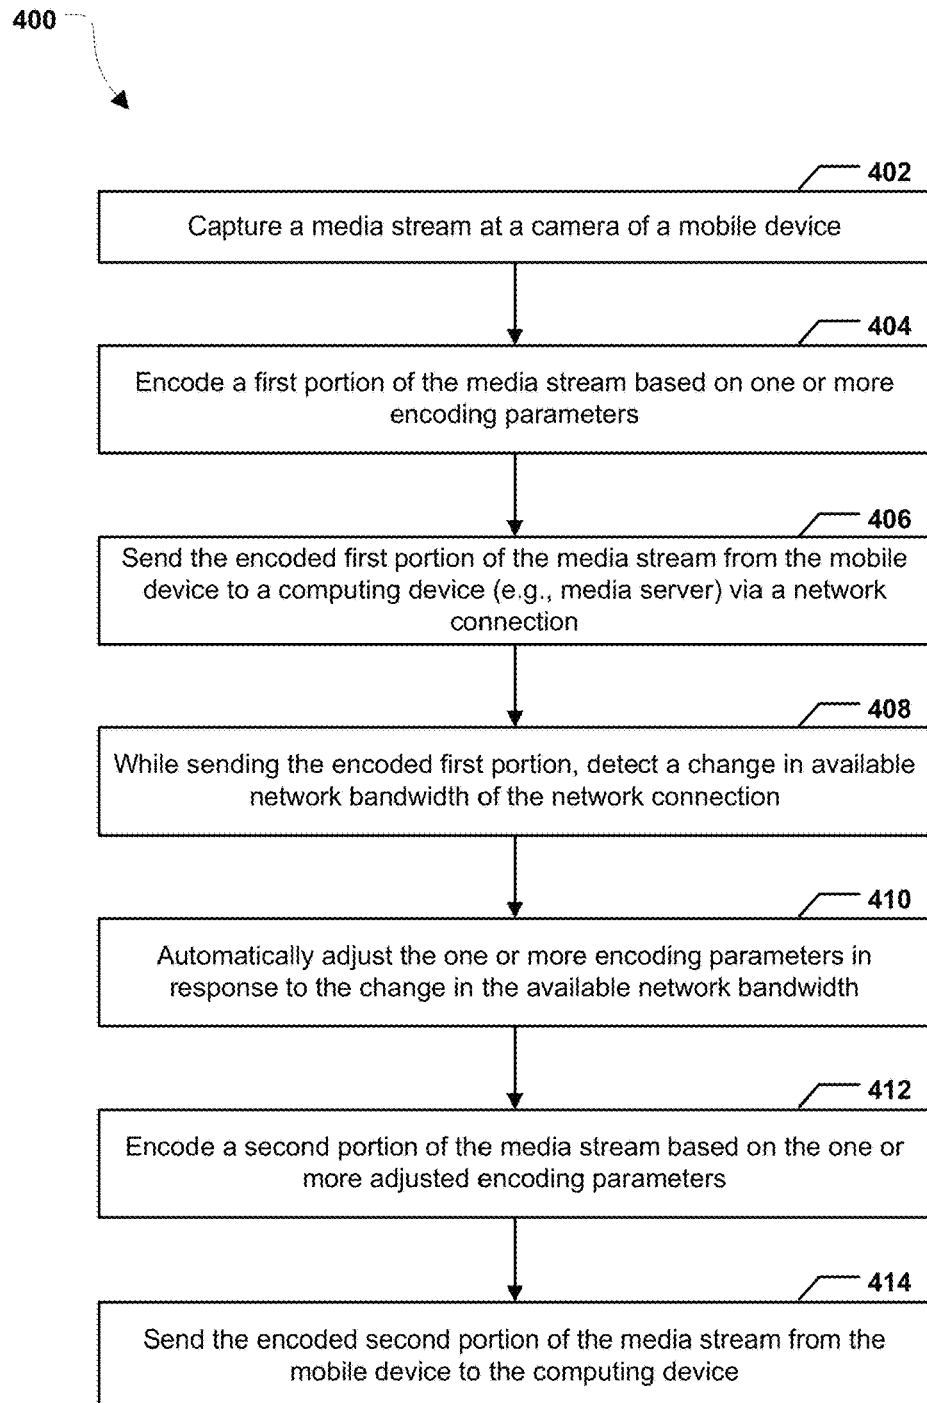 400
402
Capture a media stream at a camera of a mobile device
404
Encode a first portion of the media stream based on one or more
encoding parameters
406
Send the encoded first portion of the media stream from the mobile
device to a computing device (e.g., media server) via a network
connection
408
While sending the encoded first portion, detect a change in available
network bandwidth of the network connection
410
Automatically adjust the one or more encoding parameters in
response to the change in the available network bandwidth
412
Encode a second portion of the media stream based on the one or
more adjusted encoding parameters
414
Send the encoded second portion of the media stream from the
mobile device to the computing device